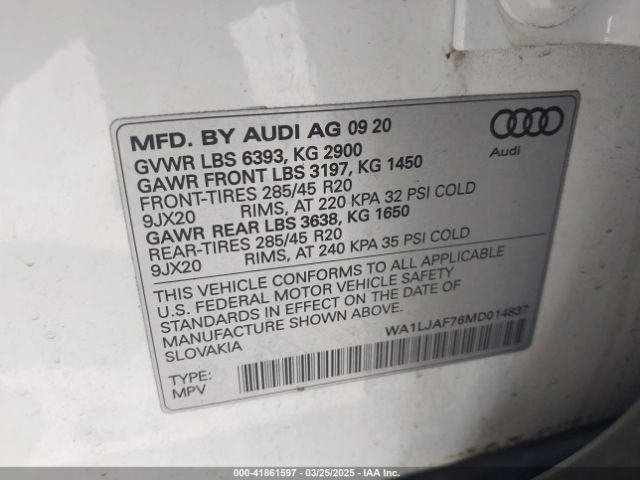 MFD. BY AUDI AG 09 20
Audi
GVWR LBS 6393, KG 2900
GAWR FRONT LBS 3197, KG 1450
FRONT-TIRES 285/45 R20
9JX20 RIMS, AT 220 KPA 32 PSI COLD
GAWR REAR LBS 3638, KG 1650
REAR-TIRES 285/45 R20
9JX20 RIMS, AT 240 KPA 35 PSI COLD
THIS VEHICLE CONFORMS TO ALL APPLICABLE
U.S. FEDERAL MOTOR VEHICLE SAFETY
STANDARDS IN EFFECT ON THE DATE OF
MANUFACTURE SHOWN ABOVE.
SLOVAKIA
WA1LJAF76MD014837
TYPE:
MPV
000-41861597 - 03/25/2025 - IAA Inc.